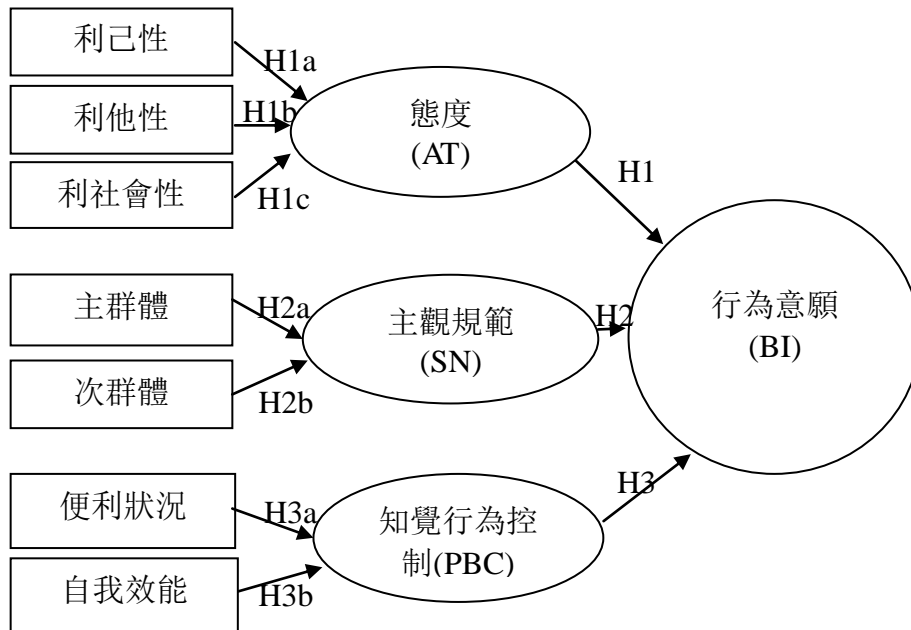 利己性
H1a
利他性
H1b
利社會性
H1c
態度
(AT)
H1
主群體
H2a
次群體
H2b
主觀規範
(SN)
H2
行為意願
(BI)
便利狀況
H3a
自我效能
H3b
知覺行為控
制(PBC)
H3